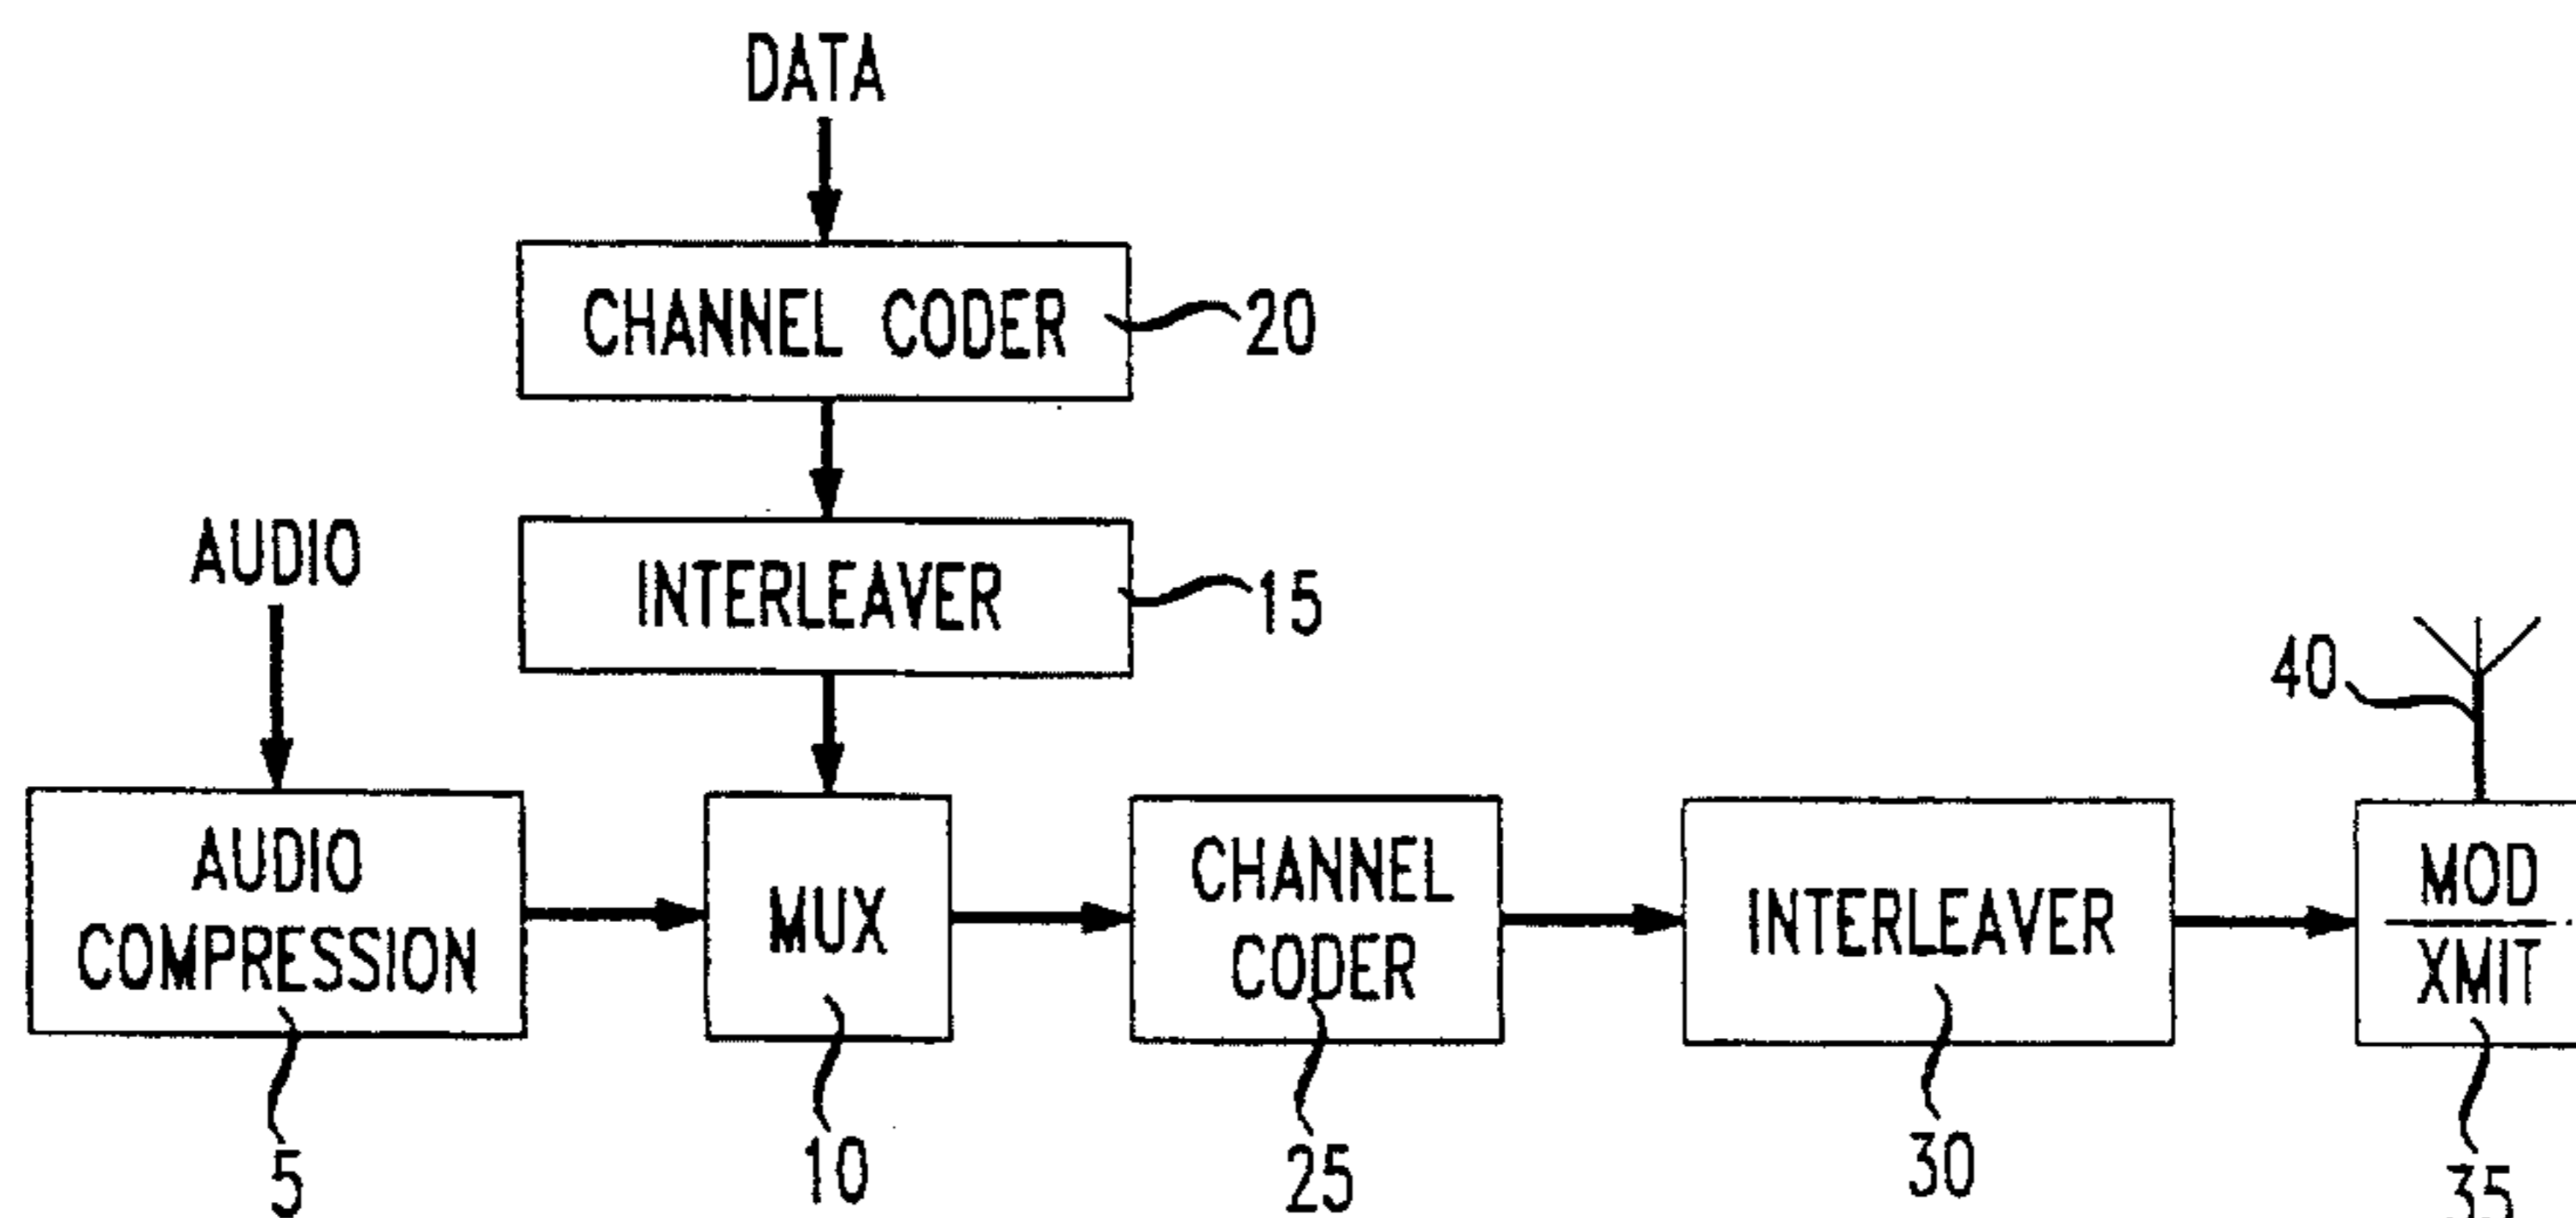 DATA
CHANNEL CODER
20
INTERLEAVER
15
AUDIO
40
AUDIO
COMPRESSION
MUX
CHANNEL
CODER
INTERLEAVER
MOD
XMIT
5
10
25
30
35